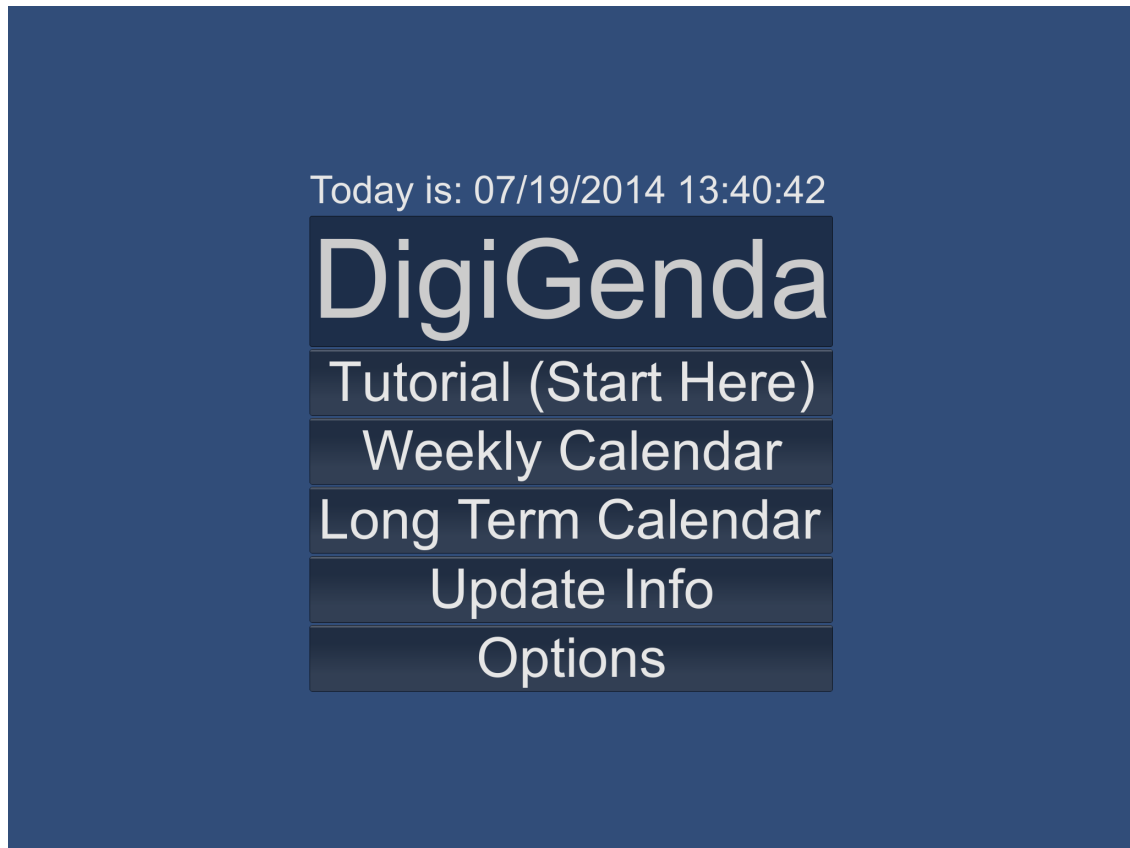 Today is: 07/19/2014 13:40:42
DigiGenda
Tutorial (Start Here)
Weekly Calendar
Long Term Calendar
Update Info
Options